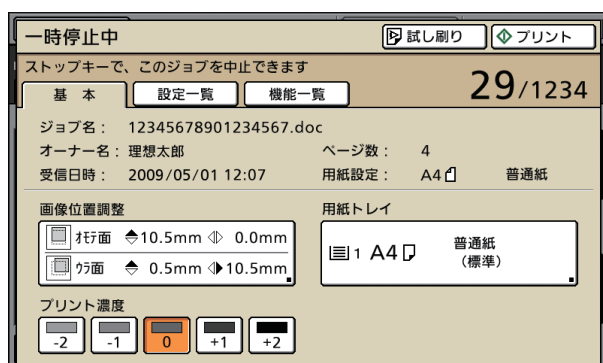 一時停止中 試し刷り プリント
ストップキーで、このジョブを中止できます
29/1234
基 本 設定一覧 機能一覧
ジョブ名： 12345678901234567.doc
オーナー名： 理想太郎 ページ数： 4
受信日時： 2009/05/01 12:07 用紙設定： A4 普通紙
画像位置調整 用紙トレイ
ｵﾓﾃ面 10.5mm 0.0mm
1 A4 普通紙
（標準）
ｳﾗ面 0.5mm 10.5mm
プリント濃度
-2 -1 0 +1 +2